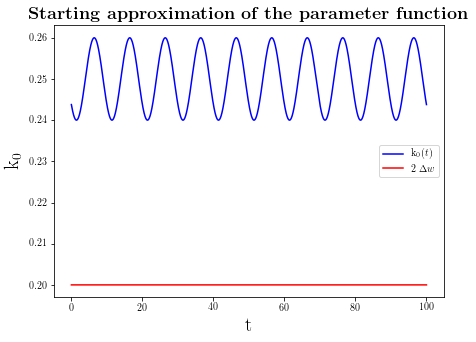 Starting approximation of the parameter function
0.26
0.25
0.24
0.23
0.22
0.21
0.20
k₀
k₀(t)
2 Δw
0 20 40 60 80 100
t